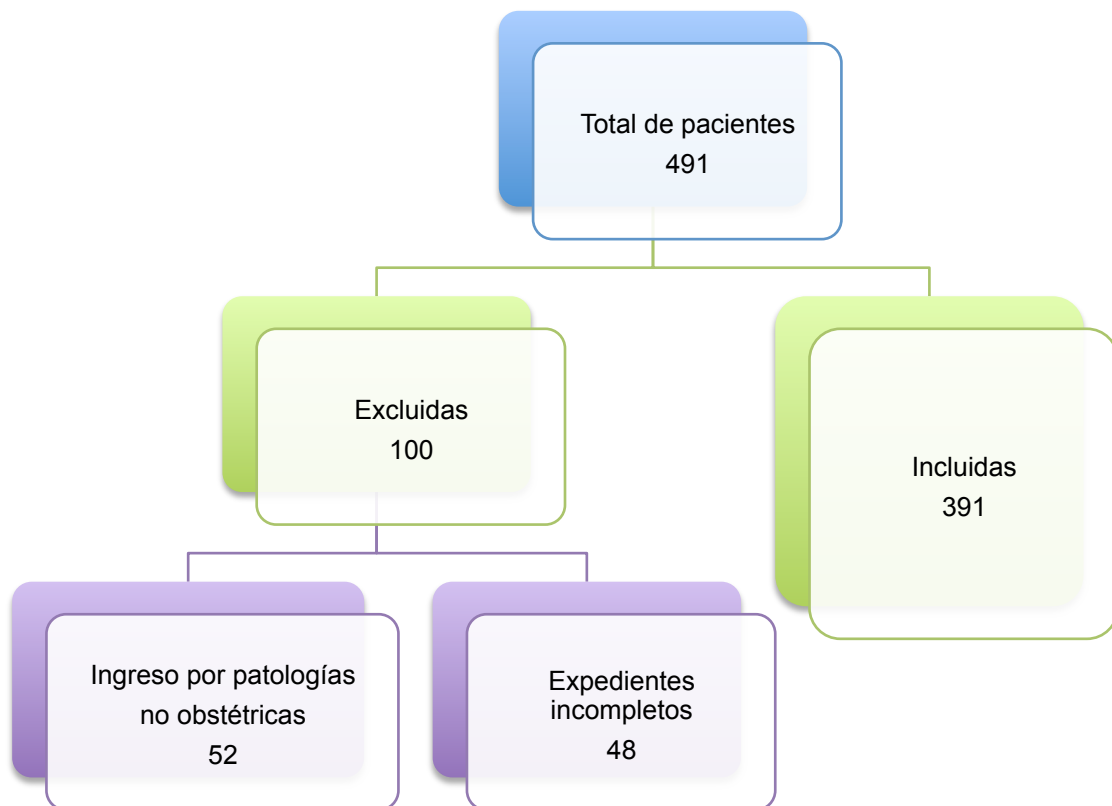 Total de pacientes
491
Excluidas
100
Incluidas
391
Ingreso por patologías
no obstétricas
52
Expedientes
incompletos
48